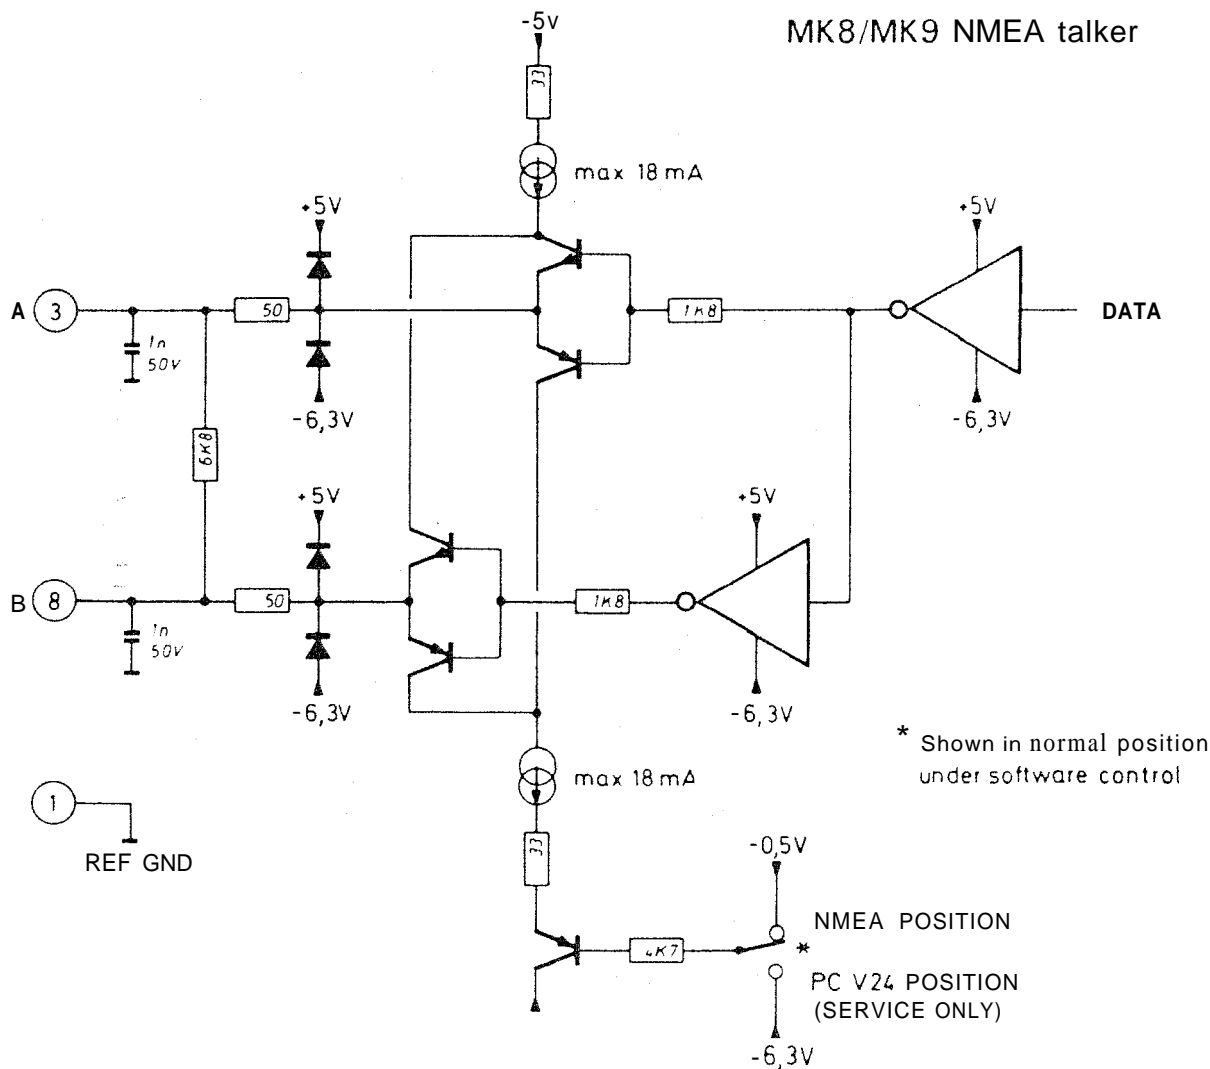 -5v
MK8/MK9 NMEA talker
33
max 18 mA
+5V
+5V
A
3
50
1K8
DATA
1n
50V
-6,3V
-6,3V
6K8
+5V
+5V
B
8
50
1K8
1n
50V
-6,3V
-6,3V
* Shown in normal position
under software control
max 18 mA
1
REF GND
33
-0,5V
NMEA POSITION
4K7
*
PC V24 POSITION
(SERVICE ONLY)
-6,3V